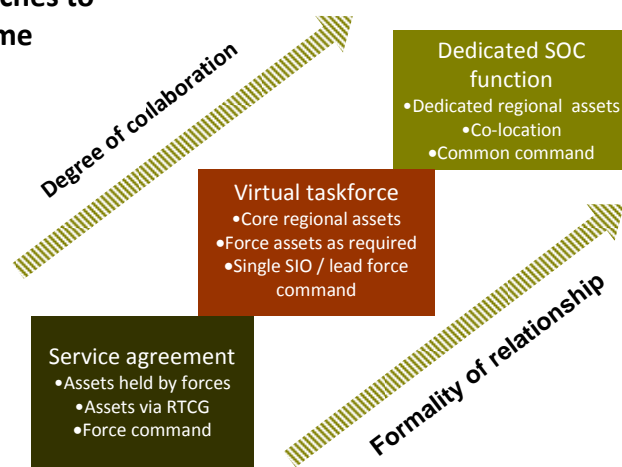 ches to
me
Degree of collaboration
Dedicated SOC
function
•Dedicated regional assets
•Co-location
•Common command
Virtual taskforce
•Core regional assets
•Force assets as required
•Single SIO / lead force
command
Service agreement
•Assets held by forces
•Assets via RTCG
•Force command
Formality of relationship